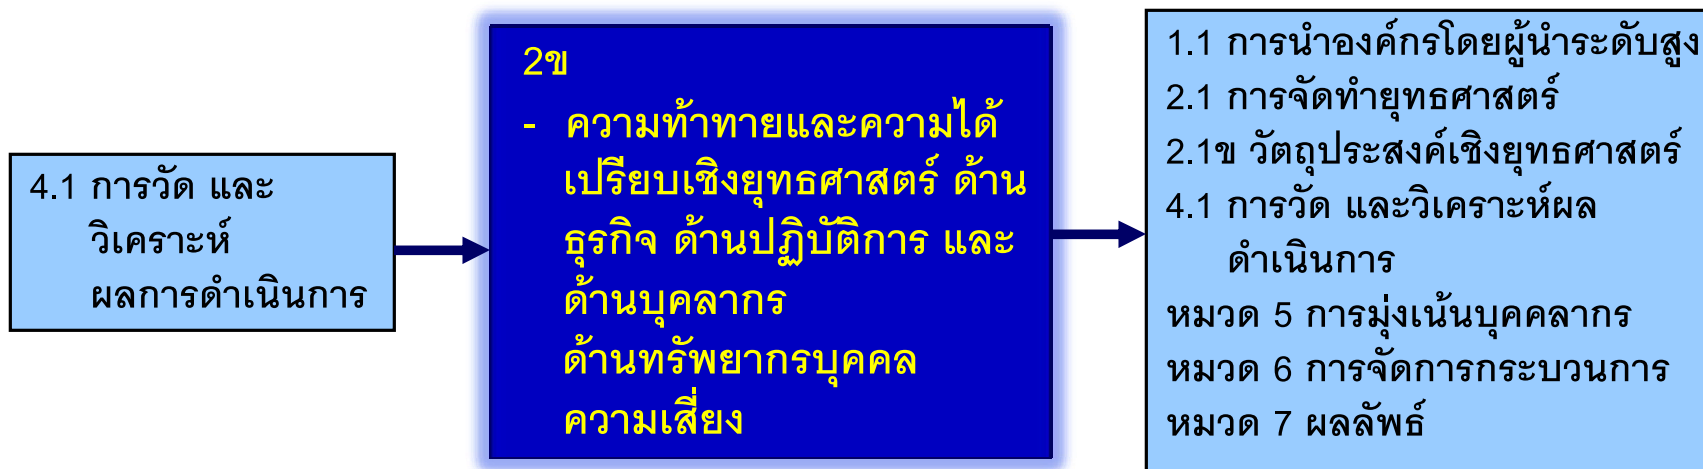 4.1 การวัด และ
วิเคราะห์
ผลการดำเนินการ
2ข
- ความท้าทายและความได้
เปรียบเชิงยุทธศาสตร์ ด้าน
ธุรกิจ ด้านปฏิบัติการ และ
ด้านบุคลากร
ด้านทรัพยากรบุคคล
ความเสี่ยง
1.1 การนำองค์กรโดยผู้นำระดับสูง
2.1 การจัดทำยุทธศาสตร์
2.1ข วัตถุประสงค์เชิงยุทธศาสตร์
4.1 การวัด และวิเคราะห์ผล
ดำเนินการ
หมวด 5 การมุ่งเน้นบุคคลากร
หมวด 6 การจัดการกระบวนการ
หมวด 7 ผลลัพธ์